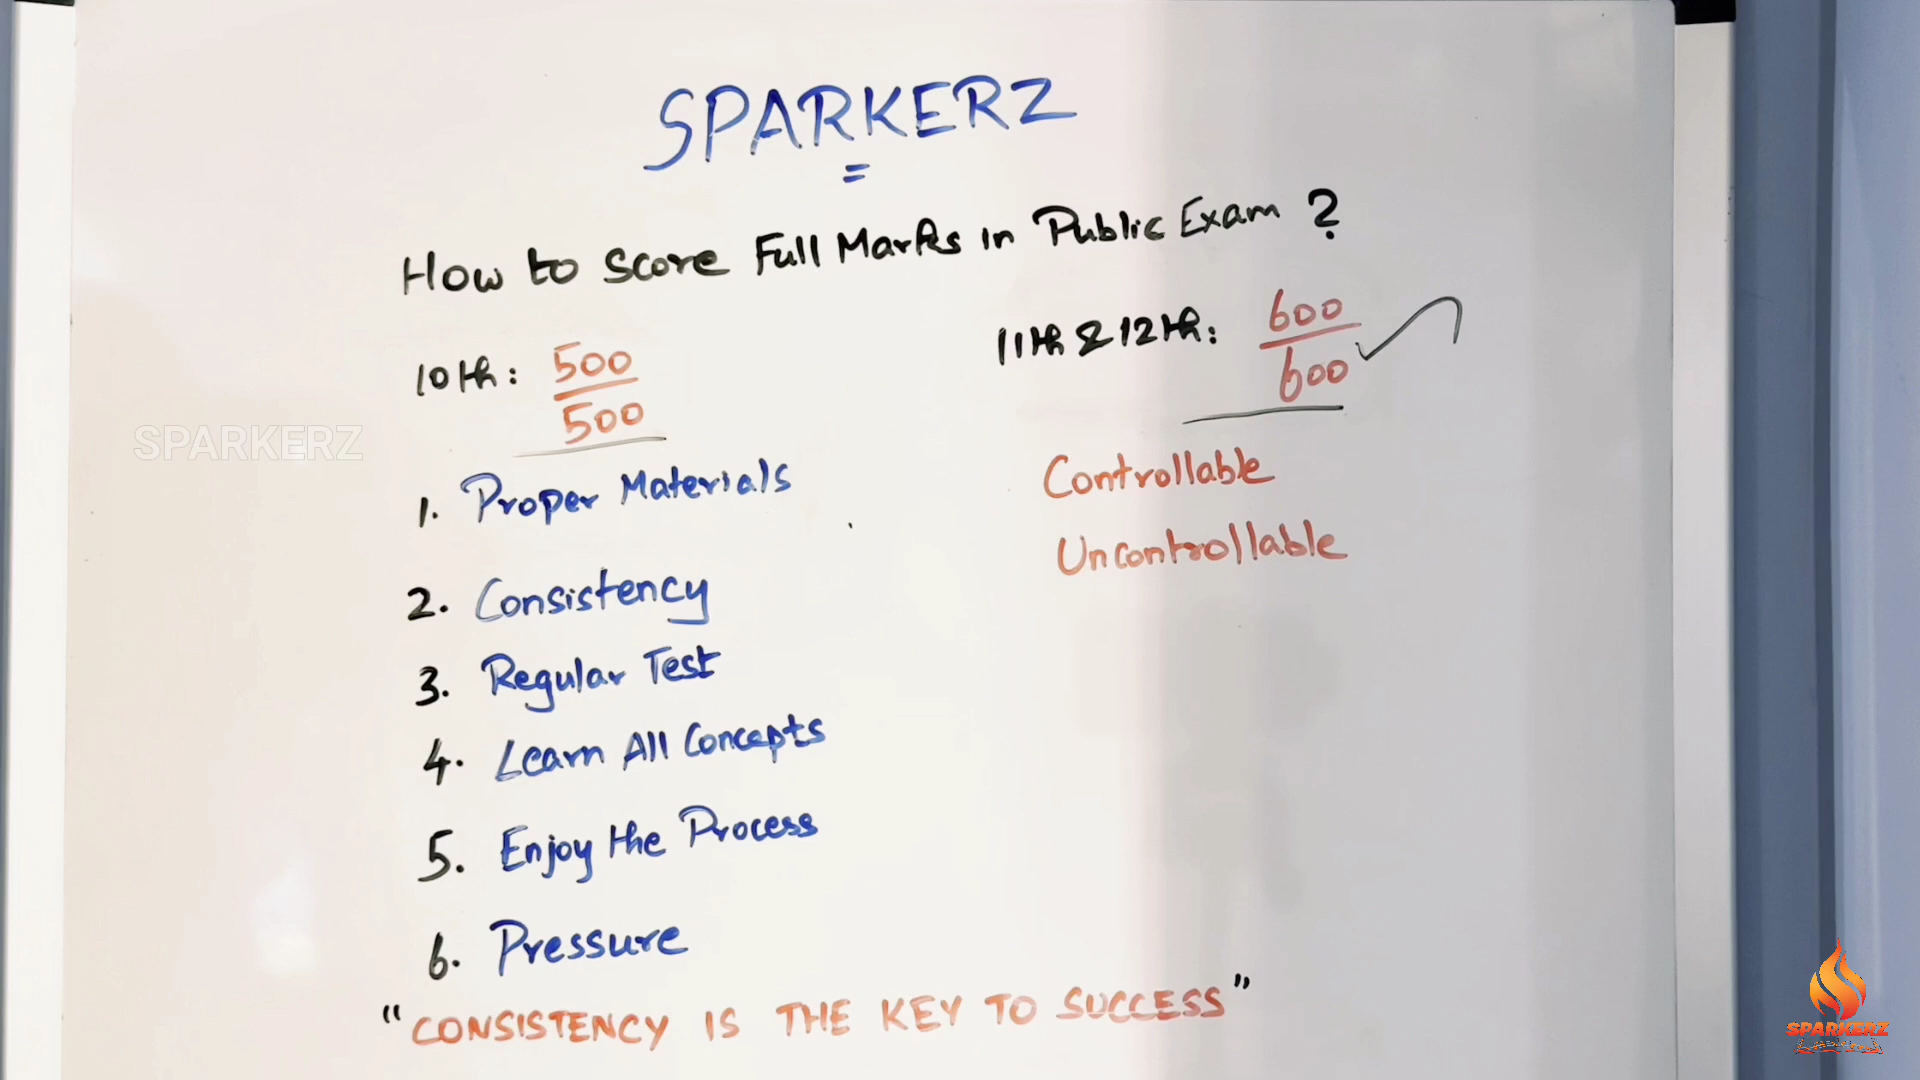 SPARKERZ
How to Score Full Marks in Public Exam ?
10th : 500/500
11th & 12th : 600/600
SPARKERZ
1. Proper Materials
Controllable
Uncontrollable
2. Consistency
3. Regular Test
4. Learn All Concepts
5. Enjoy the Process
6. Pressure
"CONSISTENCY IS THE KEY TO SUCCESS"
SPARKERZ